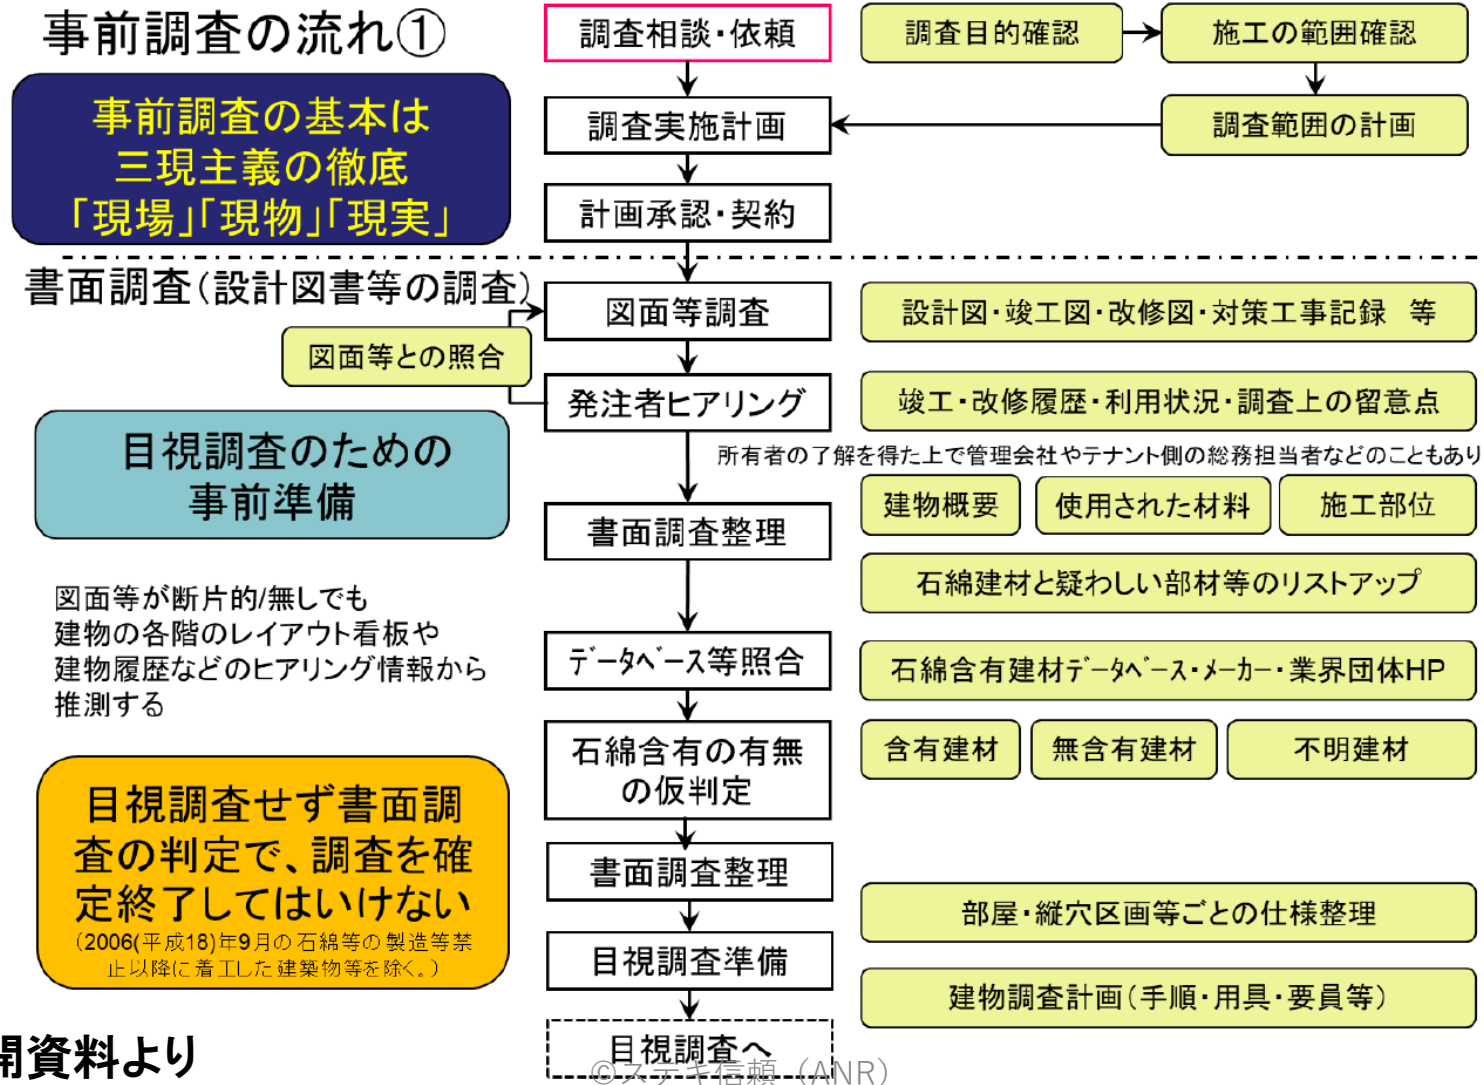 事前調査の流れ①
調査相談・依頼
調査目的確認
施工の範囲確認
事前調査の基本は
三現主義の徹底
「現場」「現物」「現実」
調査実施計画
調査範囲の計画
計画承認・契約
書面調査(設計図書等の調査)
図面等調査
設計図・竣工図・改修図・対策工事記録　等
図面等との照合
発注者ヒアリング
竣工・改修履歴・利用状況・調査上の留意点
所有者の了解を得た上で管理会社やテナント側の総務担当者などのこともあり
目視調査のための
事前準備
建物概要
使用された材料
施工部位
書面調査整理
石綿建材と疑わしい部材等のリストアップ
図面等が断片的/無しでも
建物の各階のレイアウト看板や
建物履歴などのヒアリング情報から
推測する
ﾃﾞｰﾀﾍﾞｰｽ等照合
石綿含有建材ﾃﾞｰﾀﾍﾞｰｽ・ﾒｰｶｰ・業界団体HP
石綿含有の有無
の仮判定
含有建材
無含有建材
不明建材
目視調査せず書面調
査の判定で、調査を確
定終了してはいけない
（2006(平成18)年9月の石綿等の製造等禁
止以降に着工した建築物等を除く。）
書面調査整理
部屋・縦穴区画等ごとの仕様整理
目視調査準備
建物調査計画(手順・用具・要員等)
目視調査へ
開資料より
©ステキ信頼（ANR）